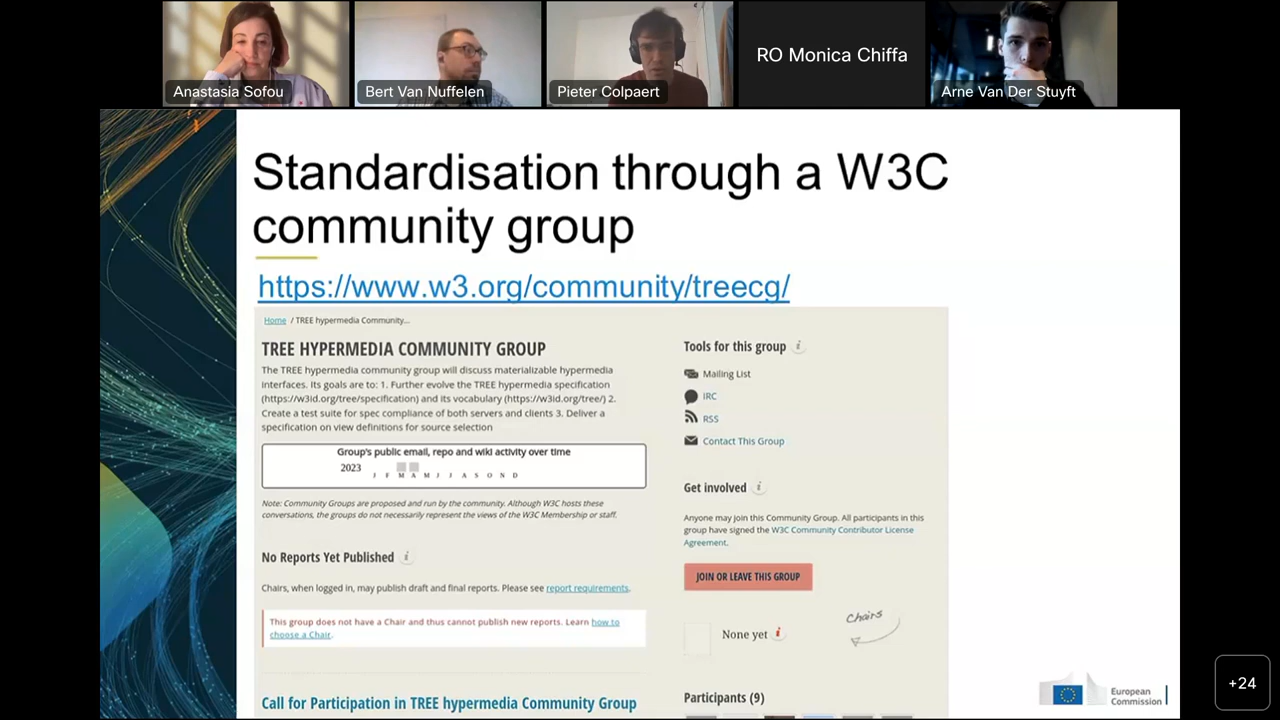 Anastasia Sofou
Bert Van Nuffelen
Pieter Colpaert
RO Monica Chiffa
Arne Van Der Stuyft
Standardisation through a W3C
community group
https://www.w3.org/community/treecg/
Home / TREE hypermedia Community...
TREE HYPERMEDIA COMMUNITY GROUP
The TREE hypermedia community group will discuss materializable hypermedia
interfaces. Its goals are to: 1. Further evolve the TREE hypermedia specification
(https://w3id.org/tree/specification) and its vocabulary (https://w3id.org/tree/) 2.
Create a test suite for spec compliance of both servers and clients 3. Deliver a
specification on view definitions for source selection
Group's public email, repo and wiki activity over time
2023
J F M A M J J A S O N D
Note: Community Groups are proposed and run by the community. Although W3C hosts these
conversations, the groups do not necessarily represent the views of the W3C Membership or staff.
No Reports Yet Published i
Chairs, when logged in, may publish draft and final reports. Please see report requirements.
This group does not have a Chair and thus cannot publish new reports. Learn how to
choose a Chair.
Call for Participation in TREE hypermedia Community Group
Tools for this group i
Mailing List
IRC
RSS
Contact This Group
Get involved i
Anyone may join this Community Group. All participants in this
group have signed the W3C Community Contributor License
Agreement.
JOIN OR LEAVE THIS GROUP
Chairs
None yet i
Participants (9)
European
Commission
+24